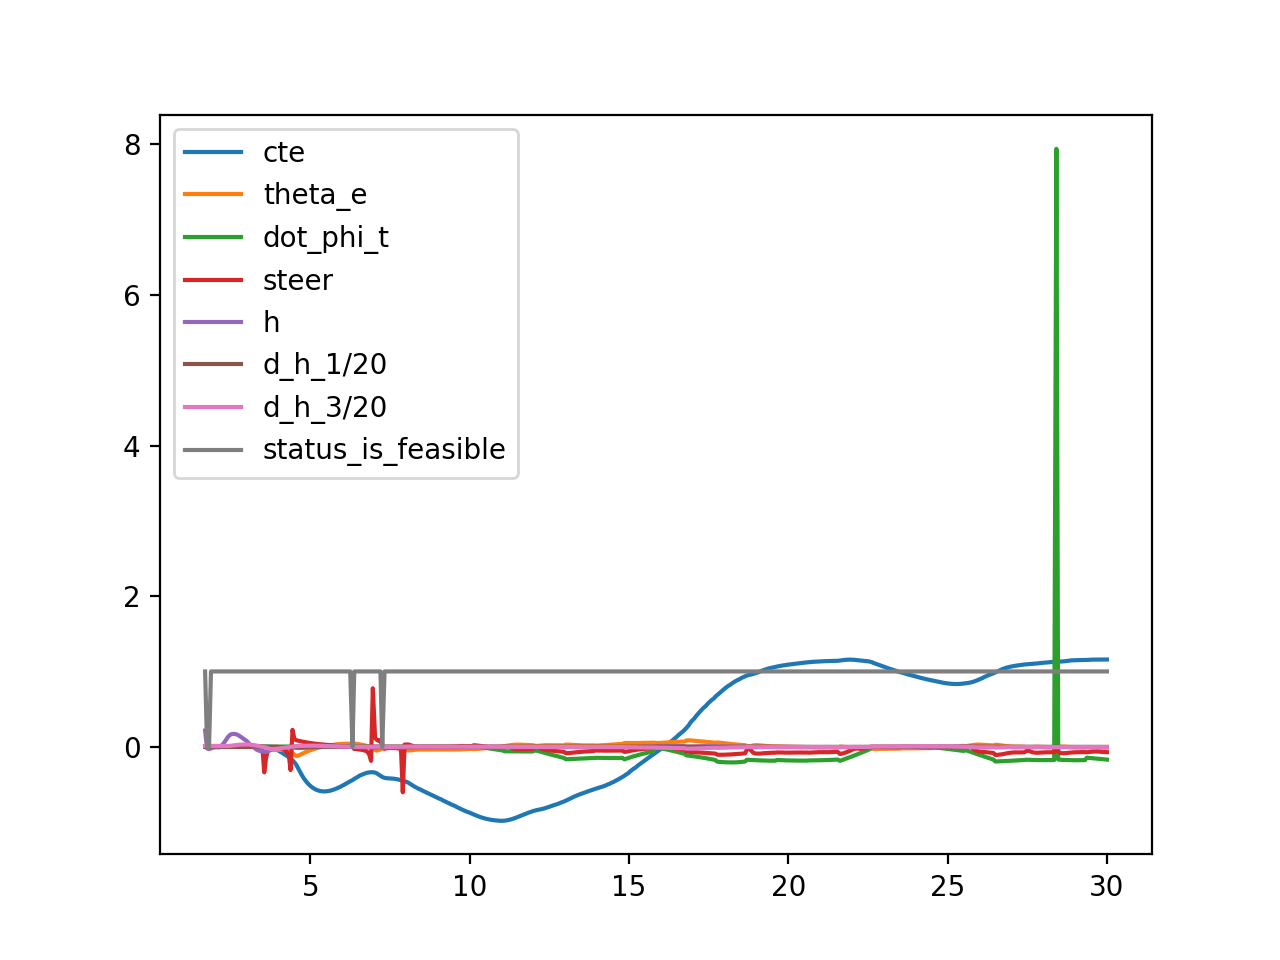 8
6
4
2
0
cte
theta_e
dot_phi_t
steer
h
d_h_1/20
d_h_3/20
status_is_feasible
5 10 15 20 25 30